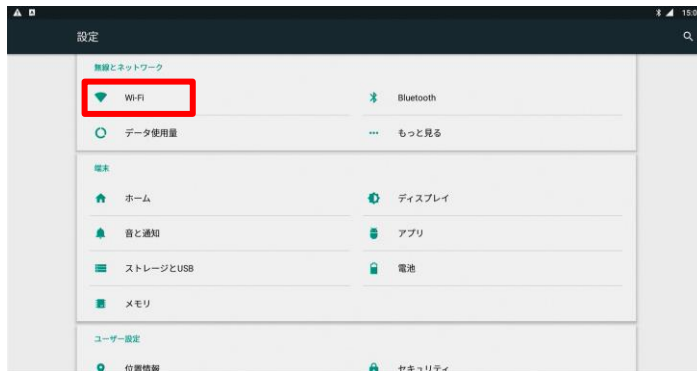 15:0
設定
無線とネットワーク
Wi-Fi
Bluetooth
データ使用量
もっと見る
端末
ホーム
ディスプレイ
音と通知
アプリ
ストレージとUSB
電池
メモリ
ユーザー設定
位置情報
セキュリティ